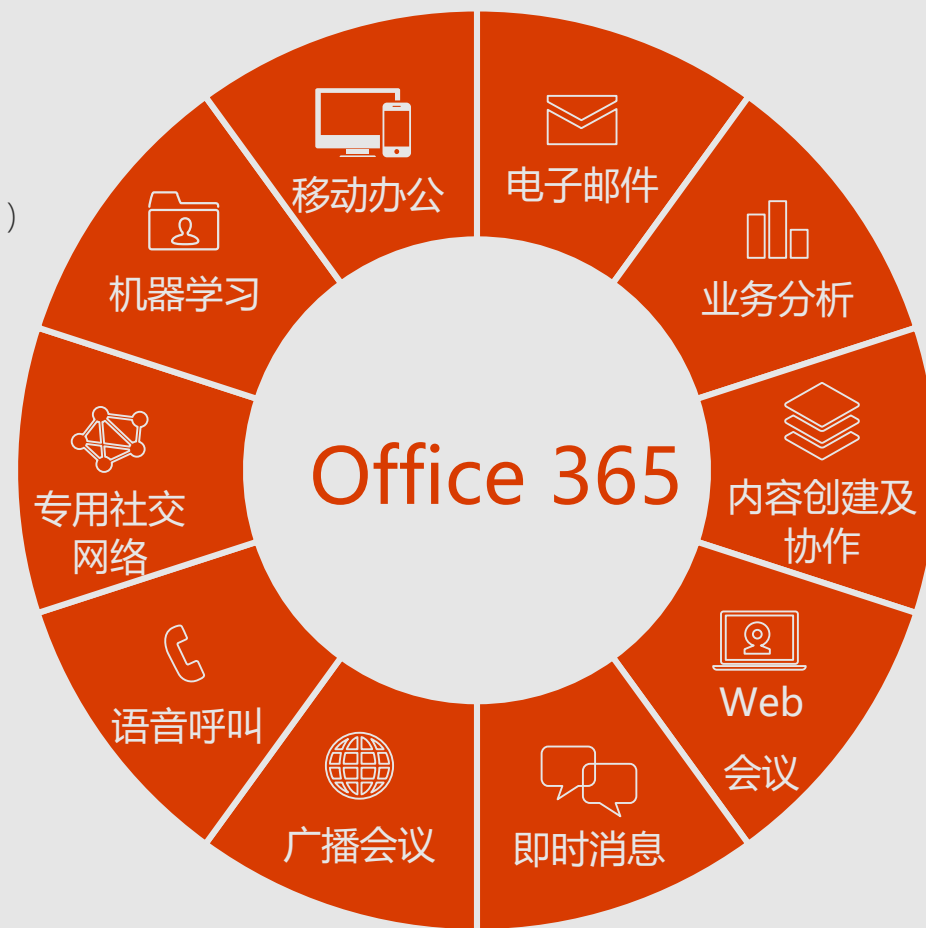 移动办公
电子邮件
）
机器学习
业务分析
Office 365
专用社交
网络
内容创建及
协作
语音呼叫
Web
会议
广播会议
即时消息